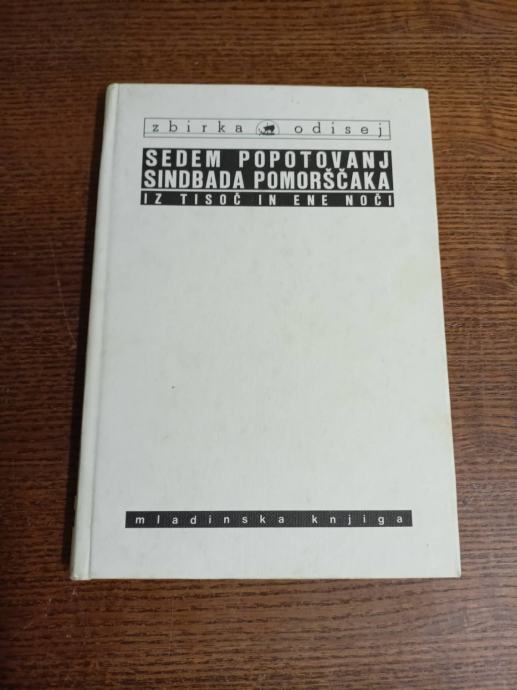 zbirka odisej
SEDEM POPOTOVANJ
SINDBADA POMORŠČAKA
IZ TISOČ IN ENE NOČI
mladinska knjiga